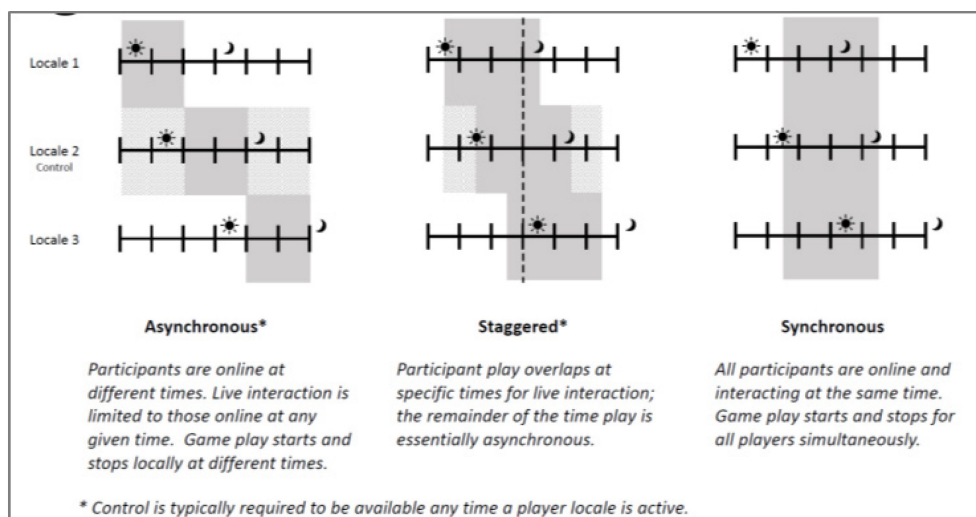 Locale 1
Locale 2
Control
Locale 3
Asynchronous*
Participants are online at
different times. Live interaction is
limited to those online at any
given time.  Game play starts and
stops locally at different times.
Staggered*
Participant play overlaps at
specific times for live interaction;
the remainder of the time play is
essentially asynchronous.
Synchronous
All participants are online and
interacting at the same time.
Game play starts and stops for
all players simultaneously.
* Control is typically required to be available any time a player locale is active.